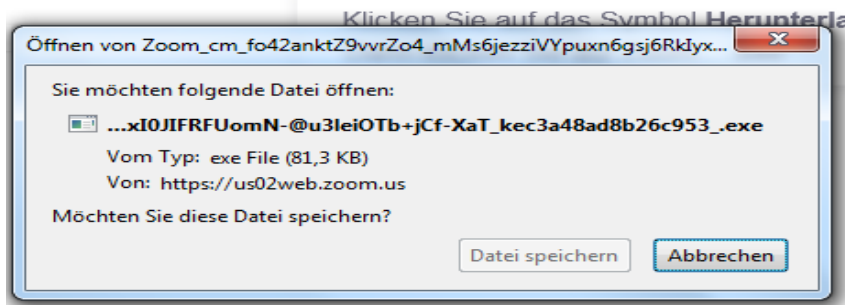 Klicken Sie auf das Symbol Herunterla
Öffnen von Zoom_cm_fo42anktZ9vvrZo4_mMs6jezziVYpuxn6gsj6RkIyx...
Sie möchten folgende Datei öffnen:
...xI0JIFRFUomN-@u3leiOTb+jCf-XaT_kec3a48ad8b26c953_.exe
Vom Typ: exe File (81,3 KB)
Von: https://us02web.zoom.us
Möchten Sie diese Datei speichern?
Datei speichern Abbrechen